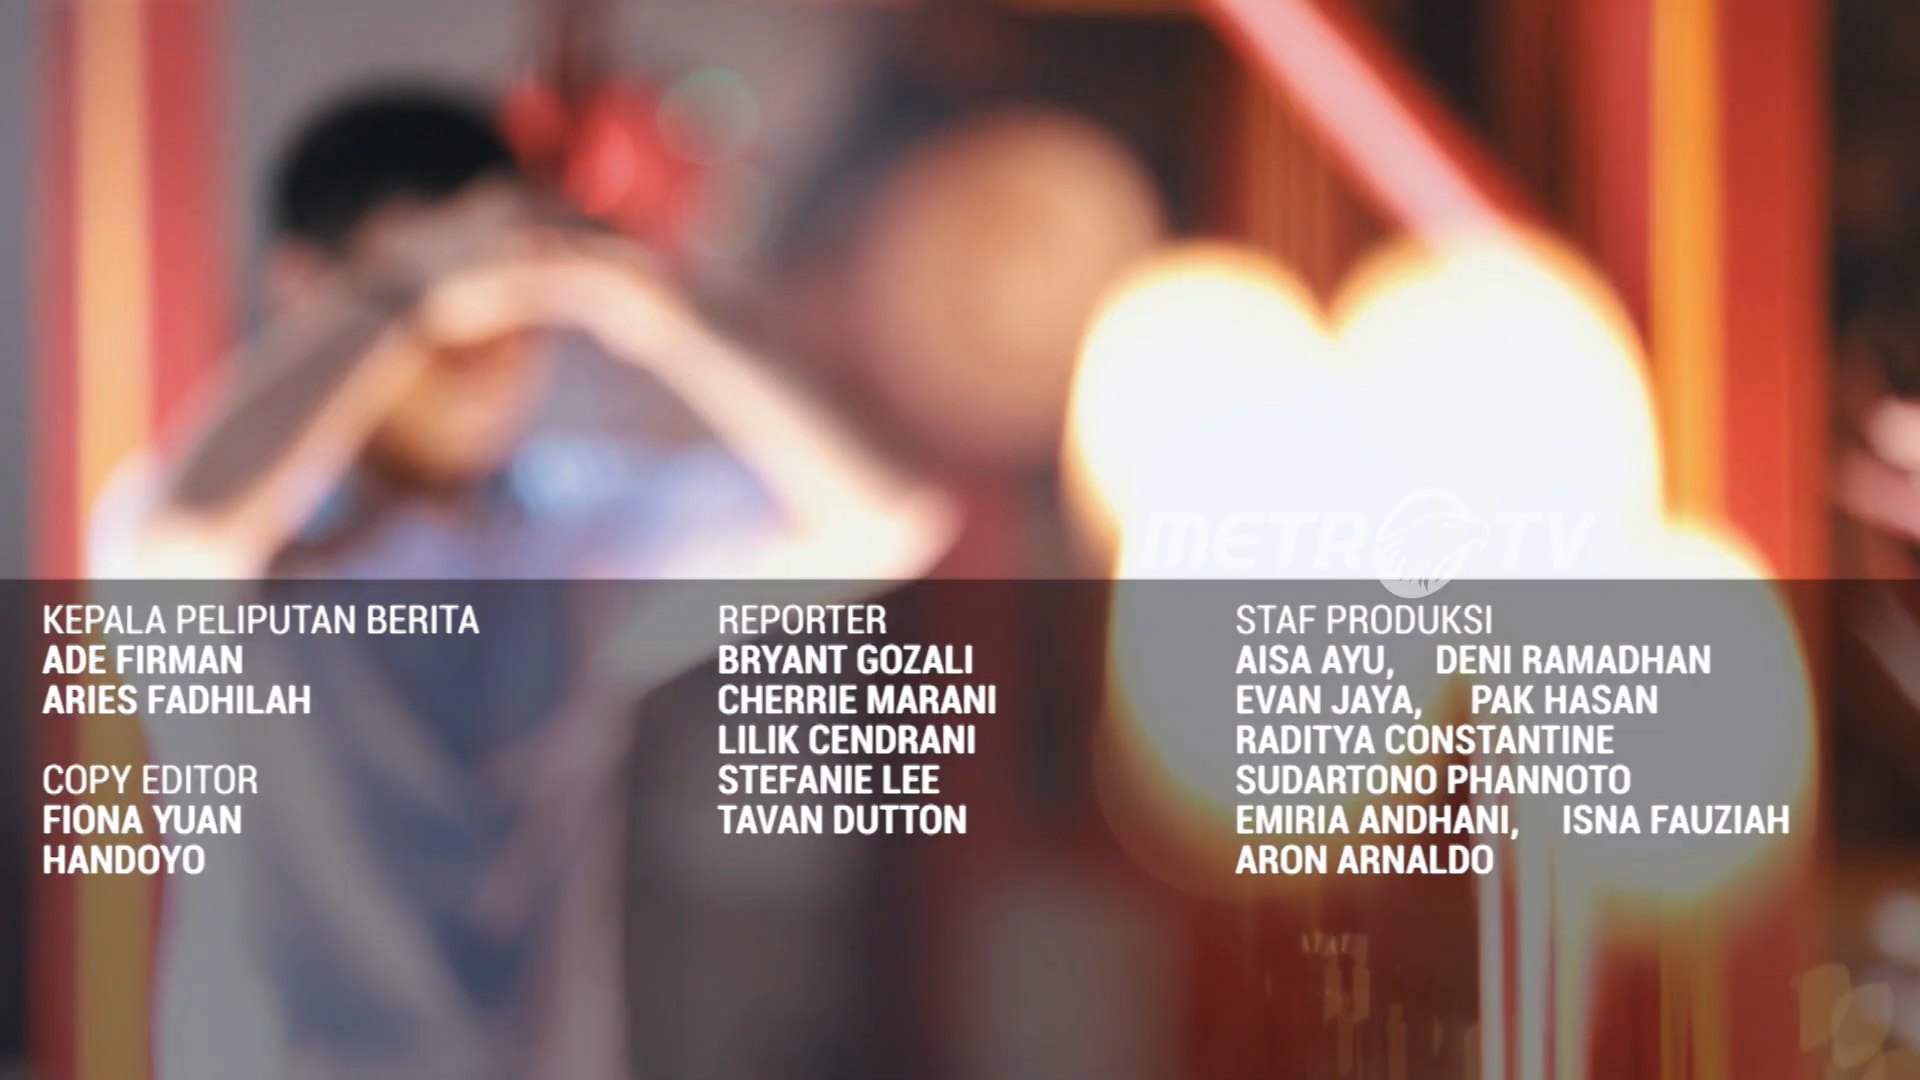 METRO TV
KEPALA PELIPUTAN BERITA
ADE FIRMAN
ARIES FADHILAH
COPY EDITOR
FIONA YUAN
HANDOYO
REPORTER
BRYANT GOZALI
CHERRIE MARANI
LILIK CENDRANI
STEFANIE LEE
TAVAN DUTTON
STAF PRODUKSI
AISA AYU, DENI RAMADHAN
EVAN JAYA, PAK HASAN
RADITYA CONSTANTINE
SUDARTONO PHANNOTO
EMIRIA ANDHANI, ISNA FAUZIAH
ARON ARNALDO